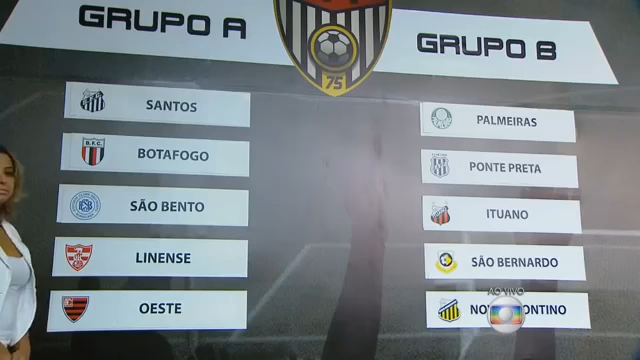 GRUPO A
GRUPO B
75
SANTOS
B.F.C.
BOTAFOGO
SÃO BENTO
LINENSE
OESTE
PALMEIRAS
PONTE PRETA
ITUANO
SÃO BERNARDO
AO VIVO